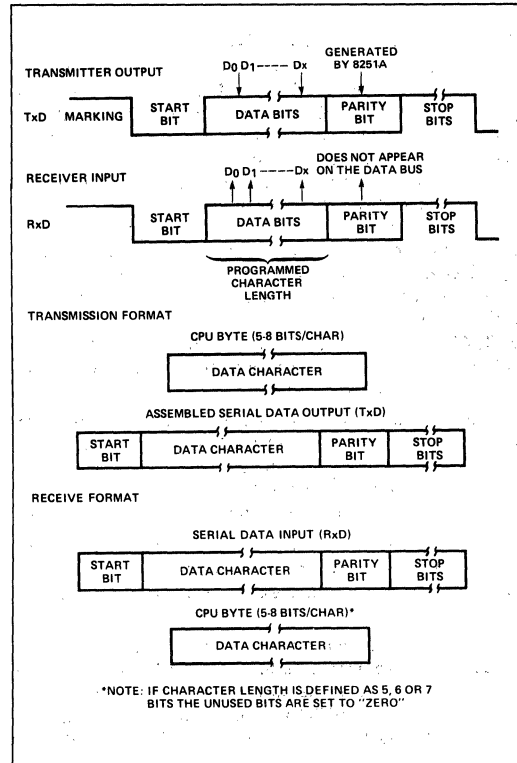 GENERATED
BY 8251A
D0 D1 ---- Dx
TRANSMITTER OUTPUT
TxD MARKING
START
BIT
DATA BITS
PARITY
BIT
STOP
BITS
DOES NOT APPEAR
ON THE DATA BUS
D0 D1 ---- Dx
RECEIVER INPUT
RxD
START
BIT
DATA BITS
PARITY
BIT
STOP
BITS
PROGRAMMED
CHARACTER
LENGTH
TRANSMISSION FORMAT
CPU BYTE (5-8 BITS/CHAR)
DATA CHARACTER
ASSEMBLED SERIAL DATA OUTPUT (TxD)
START
BIT
DATA CHARACTER
PARITY
BIT
STOP
BITS
RECEIVE FORMAT
SERIAL DATA INPUT (RxD)
START
BIT
DATA CHARACTER
PARITY
BIT
STOP
BITS
CPU BYTE (5-8 BITS/CHAR)*
DATA CHARACTER
*NOTE: IF CHARACTER LENGTH IS DEFINED AS 5, 6 OR 7
BITS THE UNUSED BITS ARE SET TO "ZERO"